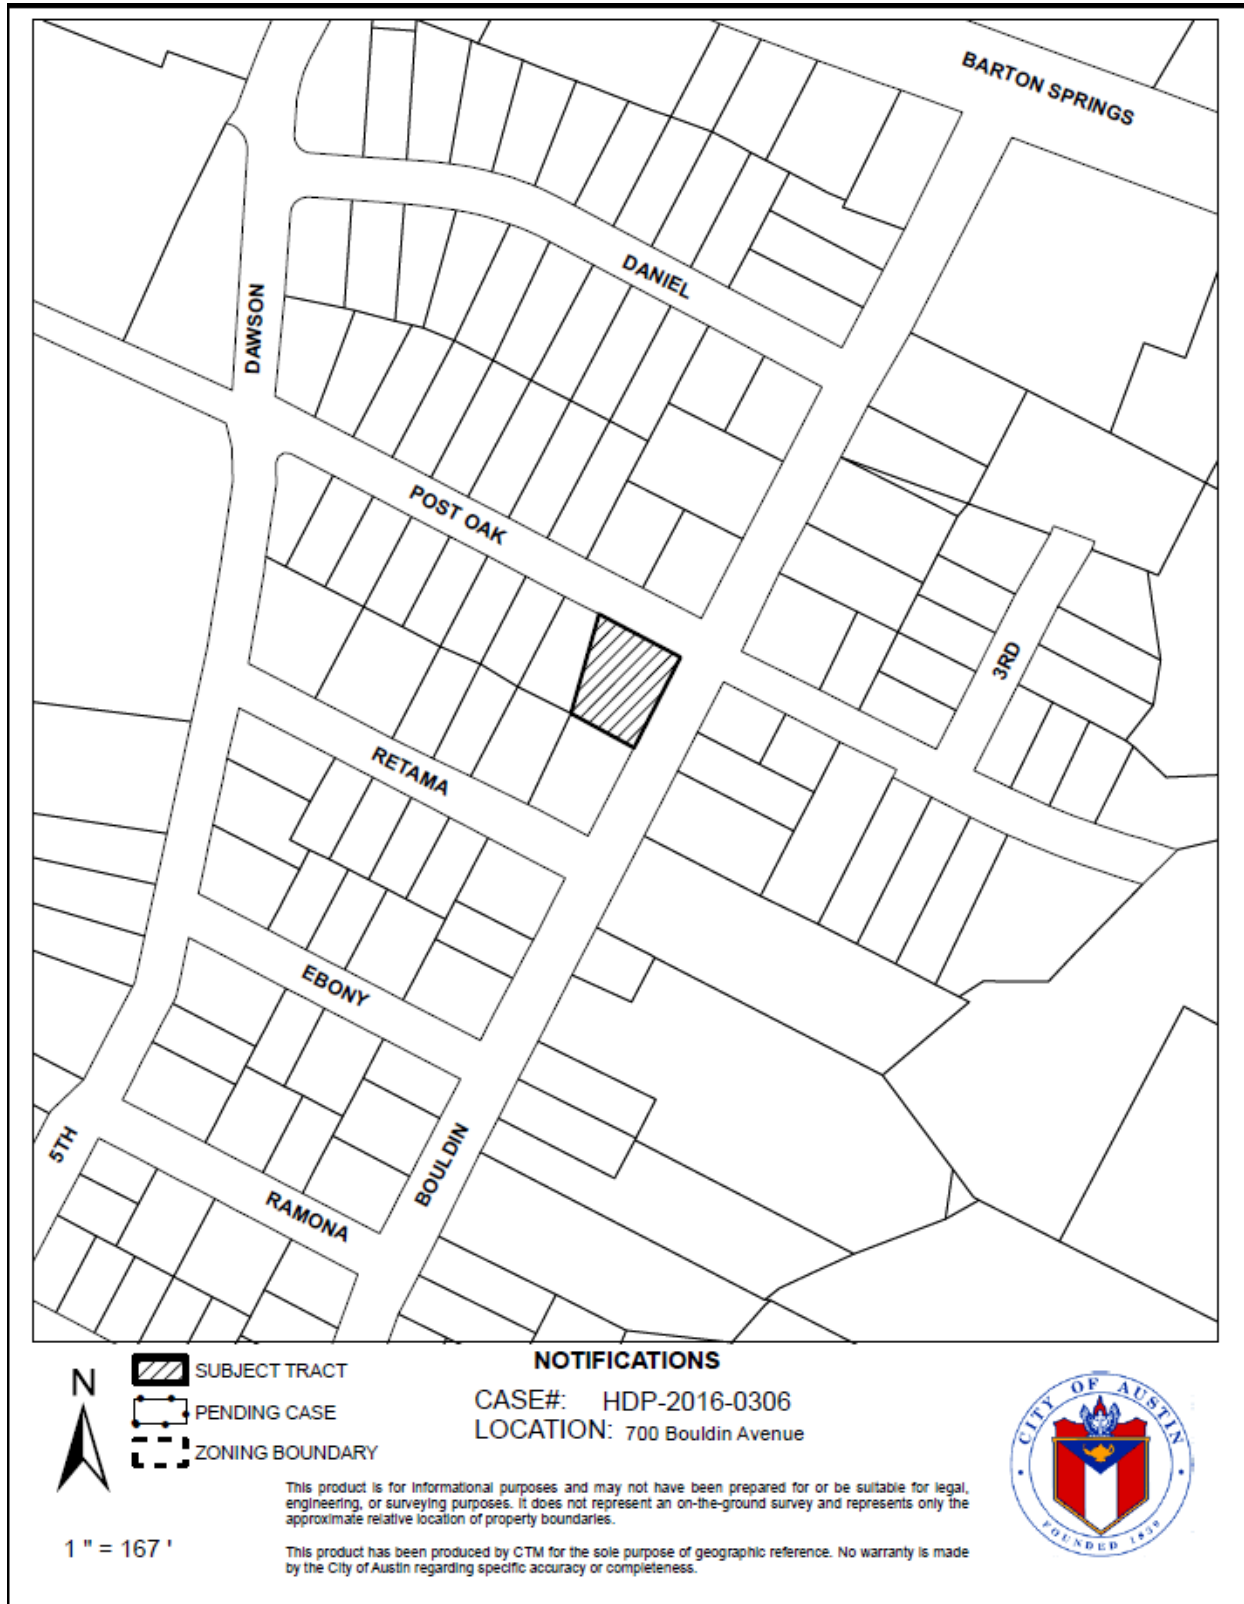 BARTON SPRINGS
DANIEL
DAWSON
POST OAK
3RD
RETAMA
EBONY
BOULDIN
5TH
RAMONA
N
SUBJECT TRACT
PENDING CASE
ZONING BOUNDARY
1 " = 167 '
NOTIFICATIONS
CASE#: HDP-2016-0306
LOCATION: 700 Bouldin Avenue
This product is for informational purposes and may not have been prepared for or be suitable for legal,
engineering, or surveying purposes. It does not represent an on-the-ground survey and represents only the
approximate relative location of property boundaries.
This product has been produced by CTM for the sole purpose of geographic reference. No warranty is made
by the City of Austin regarding specific accuracy or completeness.
CITY OF AUSTIN
FOUNDED 1839